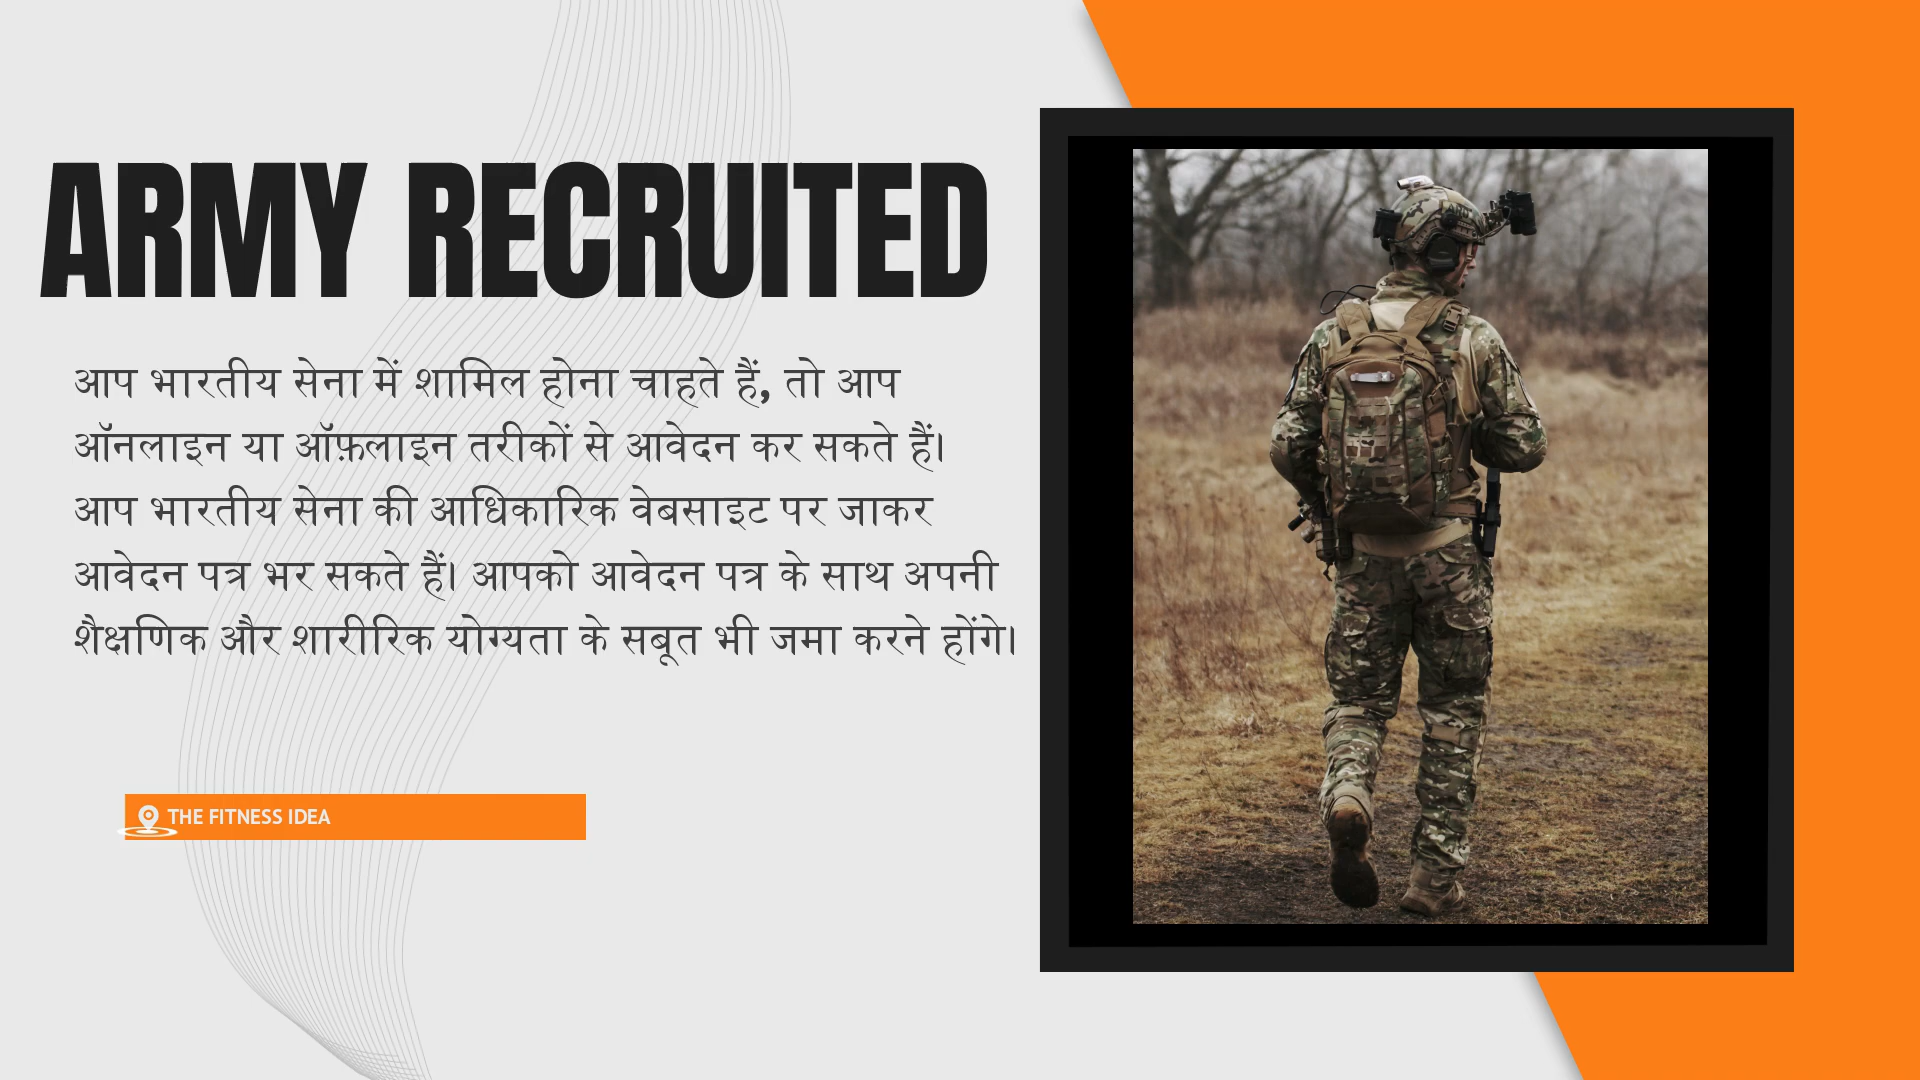 ARMY RECRUITED
आप भारतीय सेना में शामिल होना चाहते हैं, तो आप
ऑनलाइन या ऑफ़लाइन तरीकों से आवेदन कर सकते हैं।
आप भारतीय सेना की आधिकारिक वेबसाइट पर जाकर
आवेदन पत्र भर सकते हैं। आपको आवेदन पत्र के साथ अपनी
शैक्षणिक और शारीरिक योग्यता के सबूत भी जमा करने होंगे।
THE FITNESS IDEA